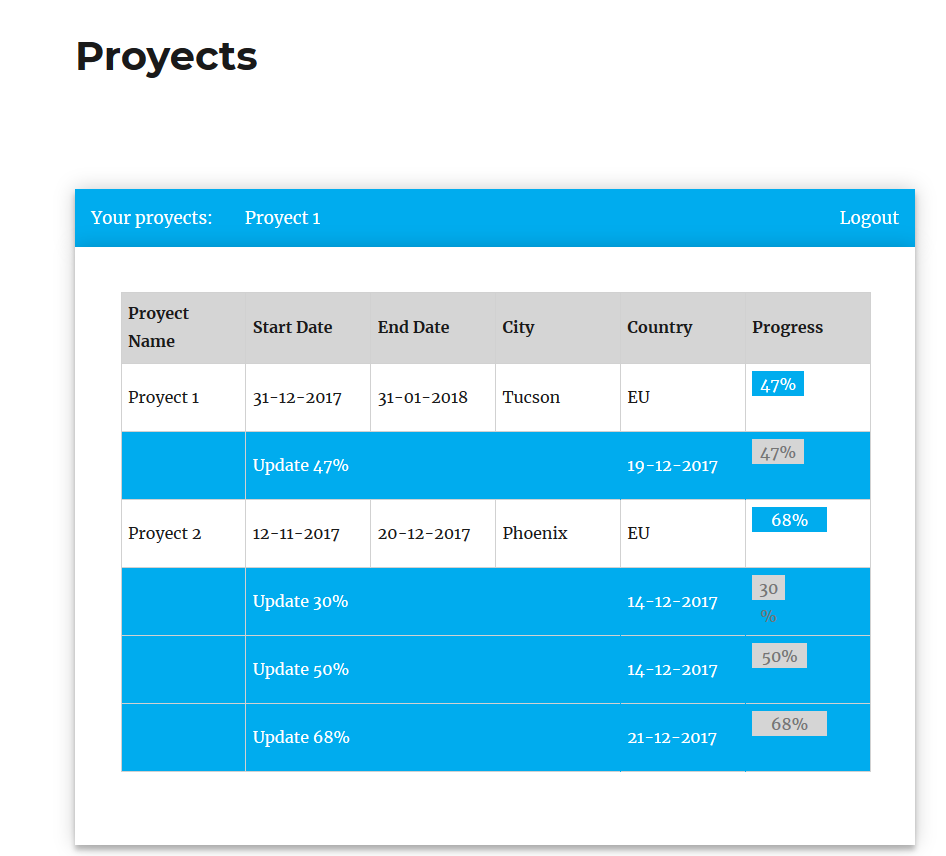 Proyects
Your proyects: Proyect 1 Logout
Proyect Name Start Date End Date City Country Progress
Proyect 1 31-12-2017 31-01-2018 Tucson EU 47%
Update 47% 19-12-2017 47%
Proyect 2 12-11-2017 20-12-2017 Phoenix EU 68%
Update 30% 14-12-2017 30 %
Update 50% 14-12-2017 50%
Update 68% 21-12-2017 68%